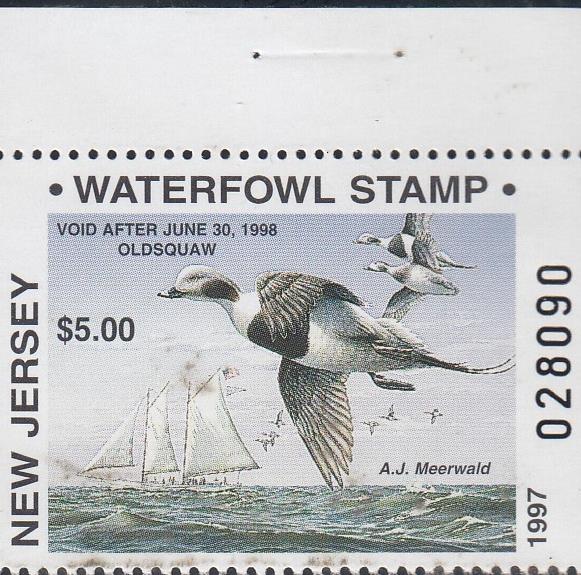 • WATERFOWL STAMP •
VOID AFTER JUNE 30, 1998
OLDSQUAW
$5.00
NEW JERSEY
A.J. Meerwald
1997
028090